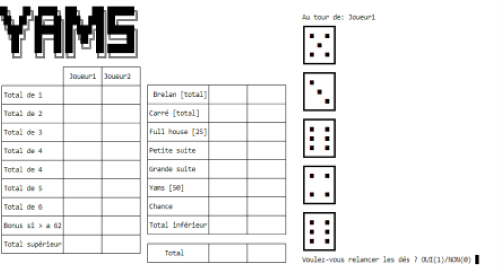 YAMS
Au tour de: Joueur1
Joueur1 Joueur2
Total de 1
Total de 2
Total de 3
Total de 4
Total de 4
Total de 5
Total de 6
Bonus si > a 62
Total supérieur
Brelan [total]
Carré [total]
Full house [25]
Petite suite
Grande suite
Yams [50]
Chance
Total inférieur
Total
Voulez-vous relancer les dés ? OUI(1)/NON(0)